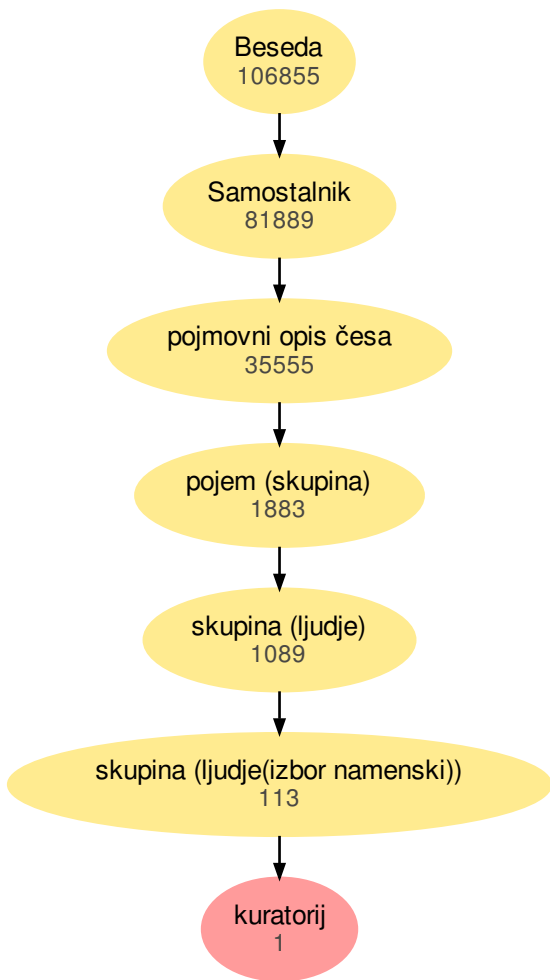 Beseda
106855
Samostalnik
81889
pojmovni opis česa
35555
pojem (skupina)
1883
skupina (ljudje)
1089
skupina (ljudje(izbor namenski))
113
kuratorij
1